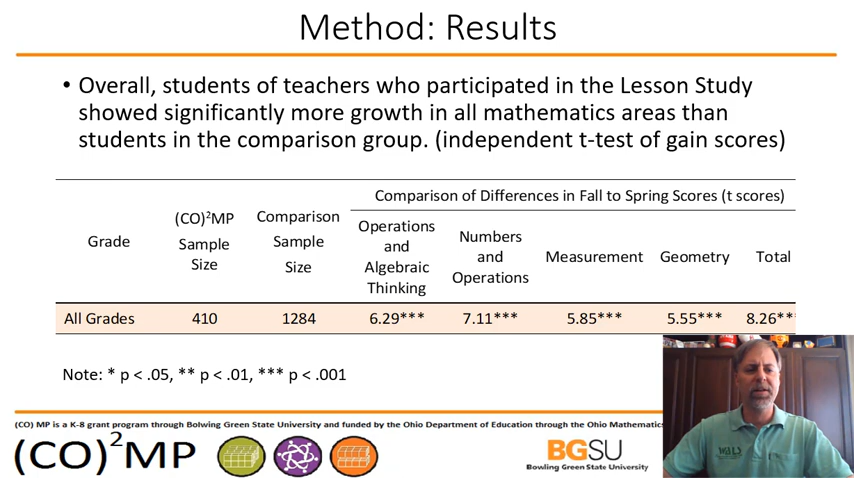 Method: Results
• Overall, students of teachers who participated in the Lesson Study
showed significantly more growth in all mathematics areas than
students in the comparison group. (independent t-test of gain scores)
Comparison of Differences in Fall to Spring Scores (t scores)
Grade
(CO)²MP
Sample
Size
Comparison
Sample
Size
Operations
and
Algebraic
Thinking
Numbers
and
Operations
Measurement
Geometry
Total
All Grades 410 1284 6.29*** 7.11*** 5.85*** 5.55*** 8.26***
Note: * p < .05, ** p < .01, *** p < .001
(CO) MP is a K-8 grant program through Bolwing Green State University and funded by the Ohio Department of Education through the Ohio Mathematics
(CO)²MP
BGSU
Bowling Green State University